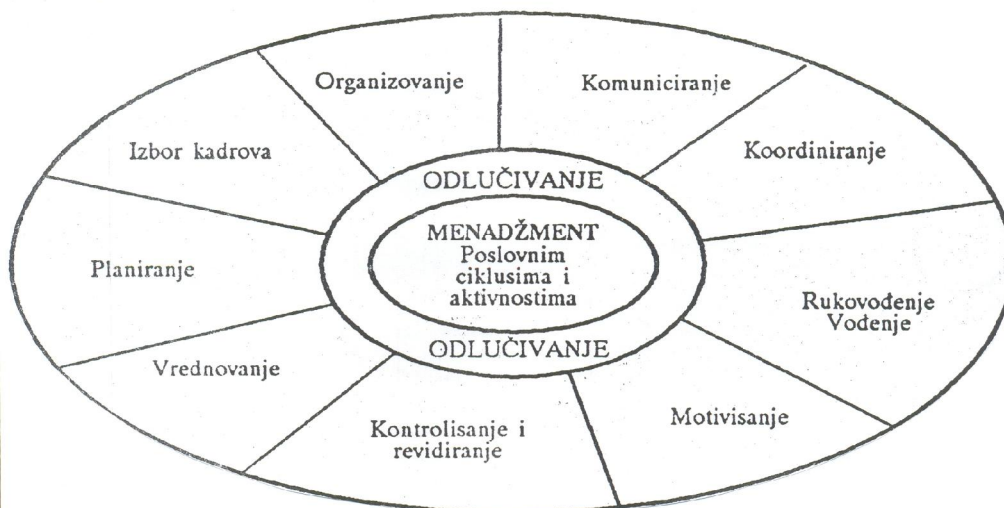 Organizovanje
Komuniciranje
Izbor kadrova
Koordiniranje
ODLUČIVANJE
MENADŽMENT
Poslovnim
ciklusima i
aktivnostima
Planiranje
Rukovođenje
Vođenje
ODLUČIVANJE
Vrednovanje
Motivisanje
Kontrolisanje i
revidiranje